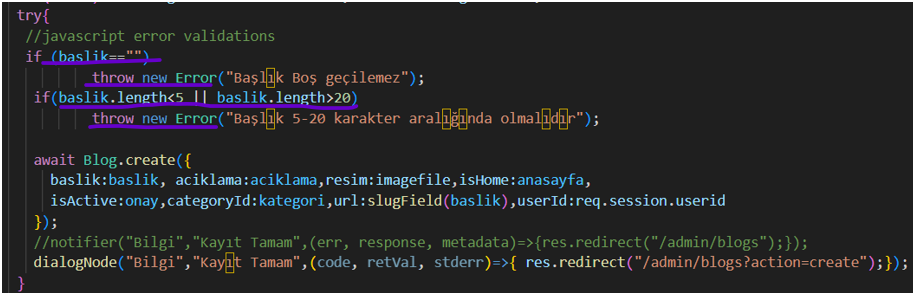 try{
//javascript error validations
if (baslik=="")
throw new Error("Başlık Boş geçilemez");
if(baslik.length<5 || baslik.length>20)
throw new Error("Başlık 5-20 karakter aralığında olmalıdır");
await Blog.create({
baslik:baslik, aciklama:aciklama,resim:imagefile,isHome:anasayfa,
isActive:onay,categoryId:kategori,url:slugField(baslik),userId:req.session.userid
});
//notifier("Bilgi","Kayıt Tamam",(err, response, metadata)=>{res.redirect("/admin/blogs");});
dialogNode("Bilgi","Kayıt Tamam",(code, retVal, stderr)=>{ res.redirect("/admin/blogs?action=create");});
}